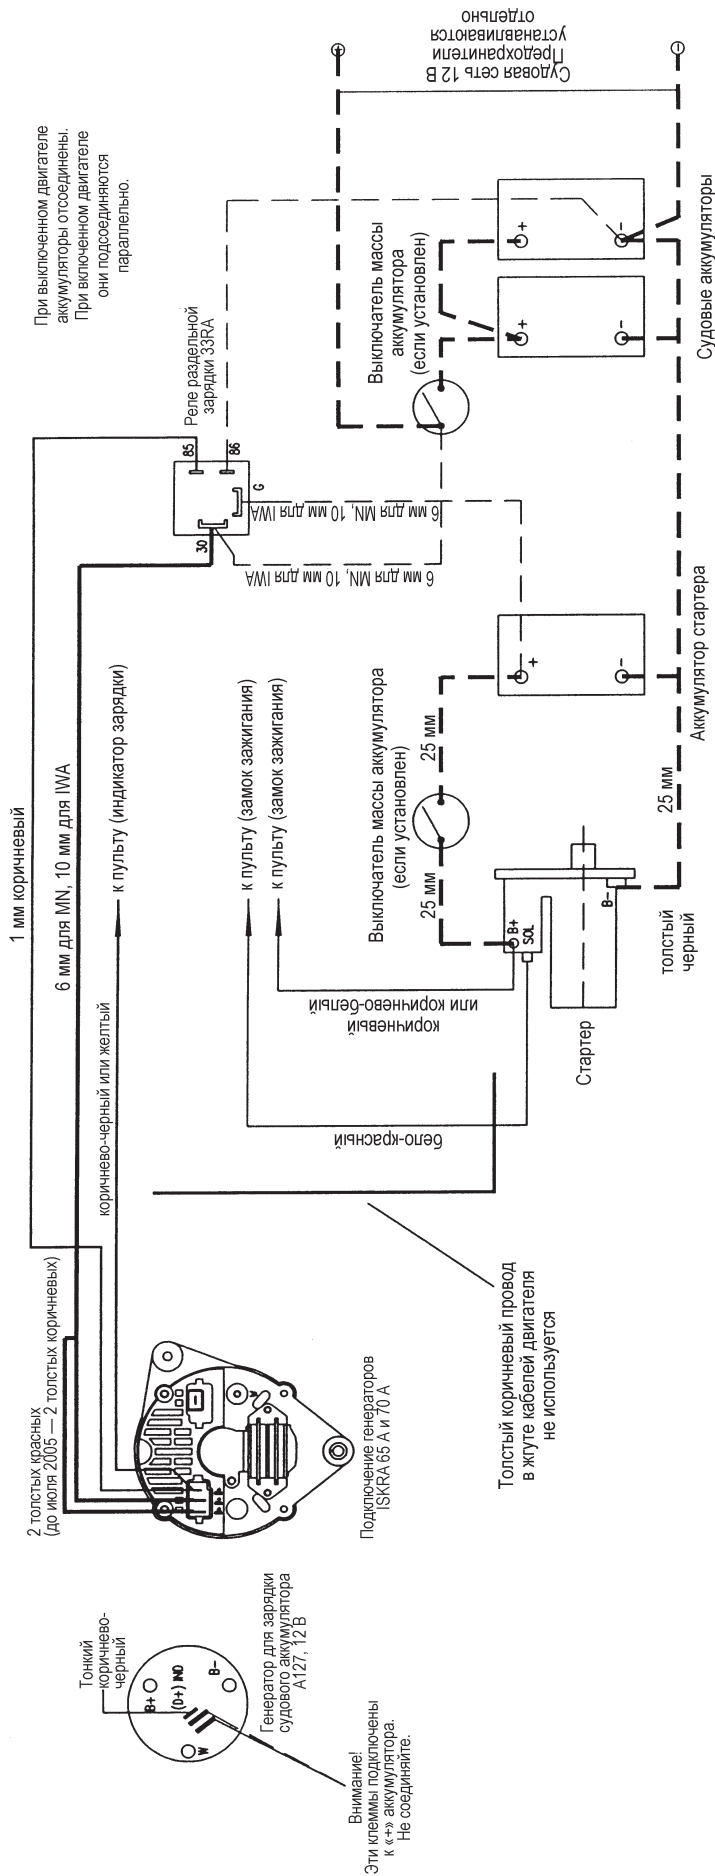 2 толстых красных
(до июля 2005 — 2 толстых коричневых)
1 мм коричневый
6 мм для MN, 10 мм для IWA
коричнево-черный или желтый
к пульту (индикатор зарядки)
бело-красный
к пульту (замок зажигания)
коричневый
или коричнево-белый
к пульту (замок зажигания)
При выключенном двигателе
аккумуляторы отсоединены.
При включенном двигателе
они подсоединяются
параллельно.
Реле раздельной
зарядки 33RA
85
86
30
G
6 мм для MN, 10 мм для IWA
6 мм для MN, 10 мм для IWA
Тонкий
коричнево-
черный
B+
(D+) IND
B-
W
Генератор для зарядки
судового аккумулятора
A127, 12 В
Внимание!
Эти клеммы подключены
к «+» аккумулятора.
Не соединяйте.
W
Подключение генераторов
ISKRA 65 А и 70 А
Толстый коричневый провод
в жгуте кабелей двигателя
не используется
Выключатель массы аккумулятора
(если установлен)
25 мм
25 мм
B+
SOL
B-
Стартер
толстый
черный
25 мм
+
-
Аккумулятор стартера
Выключатель массы
аккумулятора
(если установлен)
+
-
+
-
Судовые аккумуляторы
Судовая сеть 12 В
Предохранители
устанавливаются
отдельно
+
-